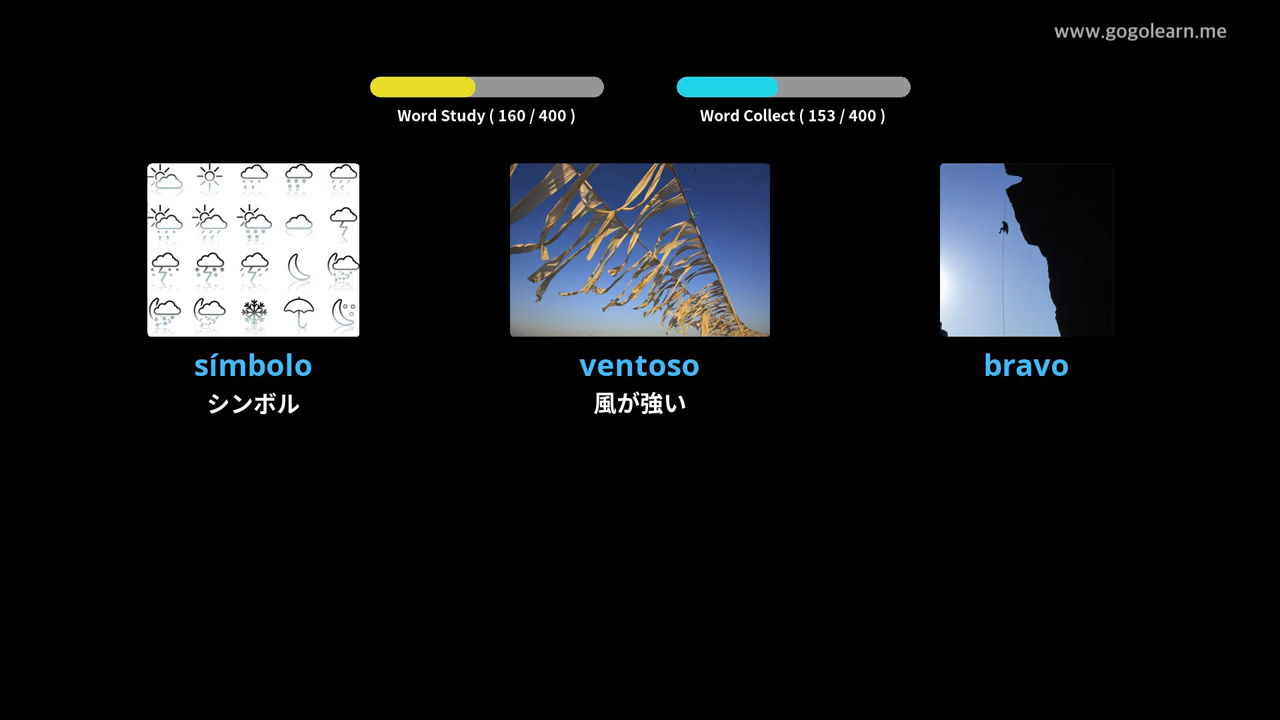 www.gogolearn.me
Word Study ( 160 / 400 )
Word Collect ( 153 / 400 )
símbolo
シンボル
ventoso
風が強い
bravo